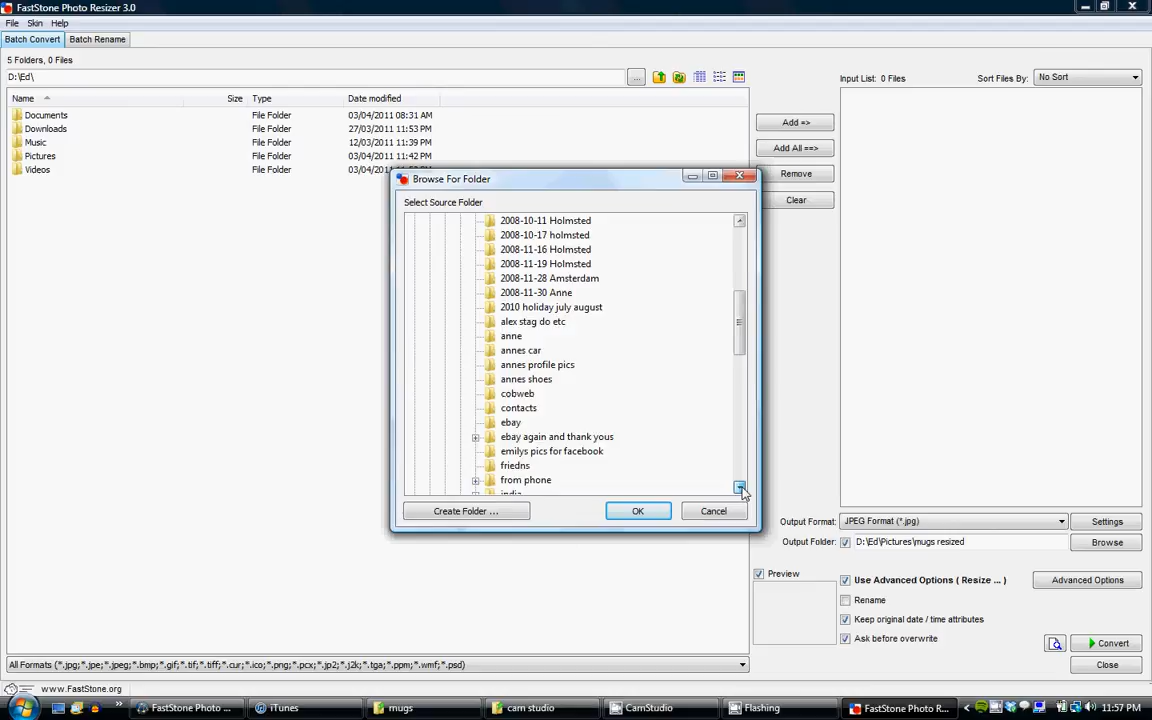 FastStone Photo Resizer 3.0
File Skin Help
Batch Convert Batch Rename
5 Folders, 0 Files
D:\Ed\
...
Input List: 0 Files
Sort Files By: No Sort
Name Size Type Date modified
Documents File Folder 03/04/2011 08:31 AM
Downloads File Folder 27/03/2011 11:53 PM
Music File Folder 12/03/2011 11:39 PM
Pictures File Folder 03/04/2011 11:42 PM
Videos File Folder
Add =>
Add All ==>
Remove
Clear
Browse For Folder
Select Source Folder
2008-10-11 Holmsted
2008-10-17 holmsted
2008-11-16 Holmsted
2008-11-19 Holmsted
2008-11-28 Amsterdam
2008-11-30 Anne
2010 holiday july august
alex stag do etc
anne
annes car
annes profile pics
annes shoes
cobweb
contacts
ebay
ebay again and thank yous
emilys pics for facebook
friedns
from phone
india
Create Folder ... OK Cancel
Output Format: JPEG Format (*.jpg) Settings
Output Folder: D:\Ed\Pictures\mugs resized Browse
Preview
Use Advanced Options ( Resize ... ) Advanced Options
Rename
Keep original date / time attributes
Ask before overwrite
Convert
All Formats (*.jpg;*.jpe;*.jpeg;*.bmp;*.gif;*.tif;*.tiff;*.cur;*.ico;*.png;*.pcx;*.jp2;*.j2k;*.tga;*.ppm;*.wmf;*.psd)
Close
www.FastStone.org
FastStone Photo ... iTunes mugs cam studio CamStudio Flashing FastStone Photo R... 11:57 PM